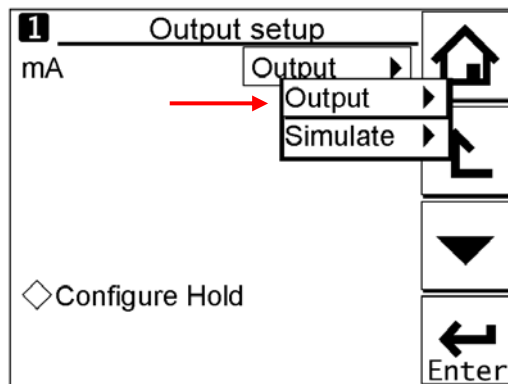 1 Output setup
mA Output
Output
Simulate
Configure Hold
Enter